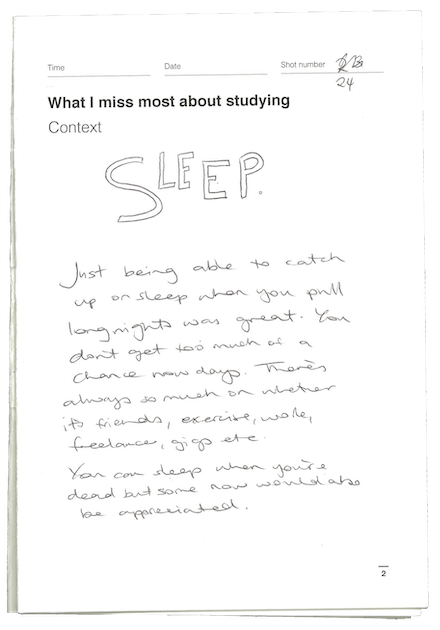 Time Date Shot number
24
What I miss most about studying
Context
SLEEP.
Just being able to catch
up on sleep when you pull
long nights was great. You
don't get too much of a
chance now days. There's
always so much on whether
its friends, exercise, work,
freelance, gigs etc.
You can sleep when you're
dead but some now would also
be appreciated.
2